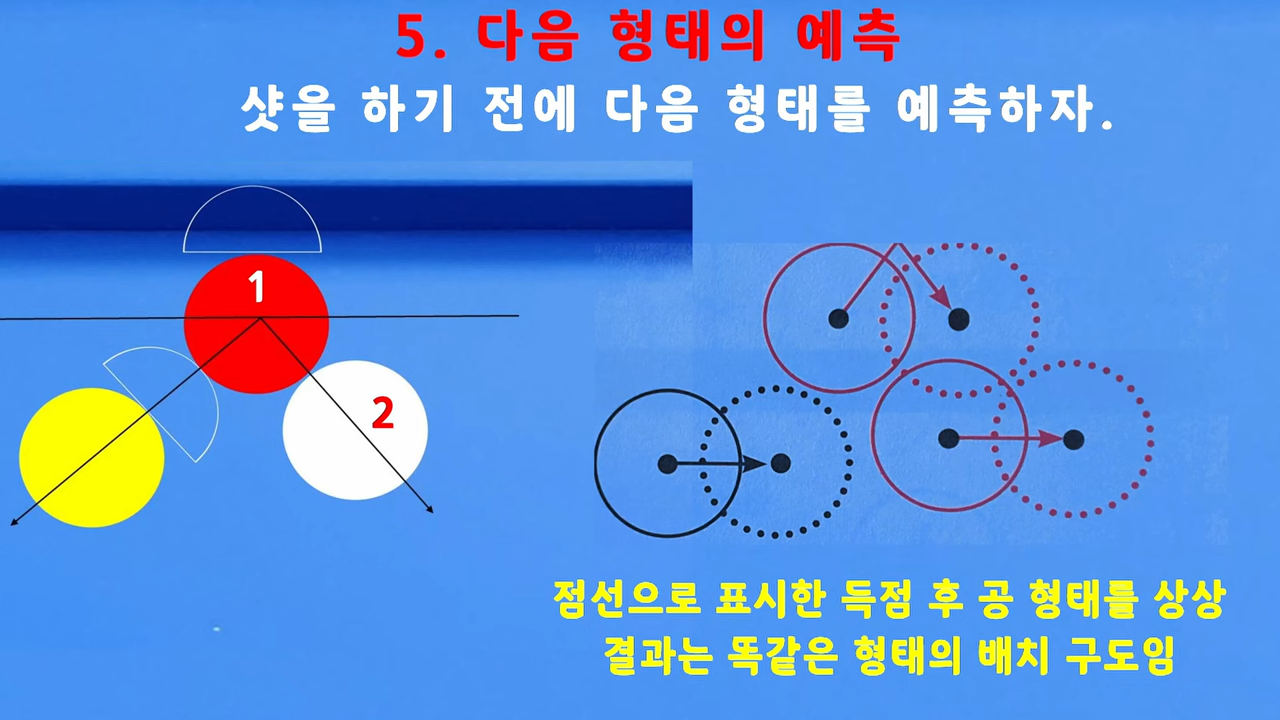 5. 다음 형태의 예측
샷을 하기 전에 다음 형태를 예측하자.
1
2
점선으로 표시한 득점 후 공 형태를 상상
결과는 똑같은 형태의 배치 구도임